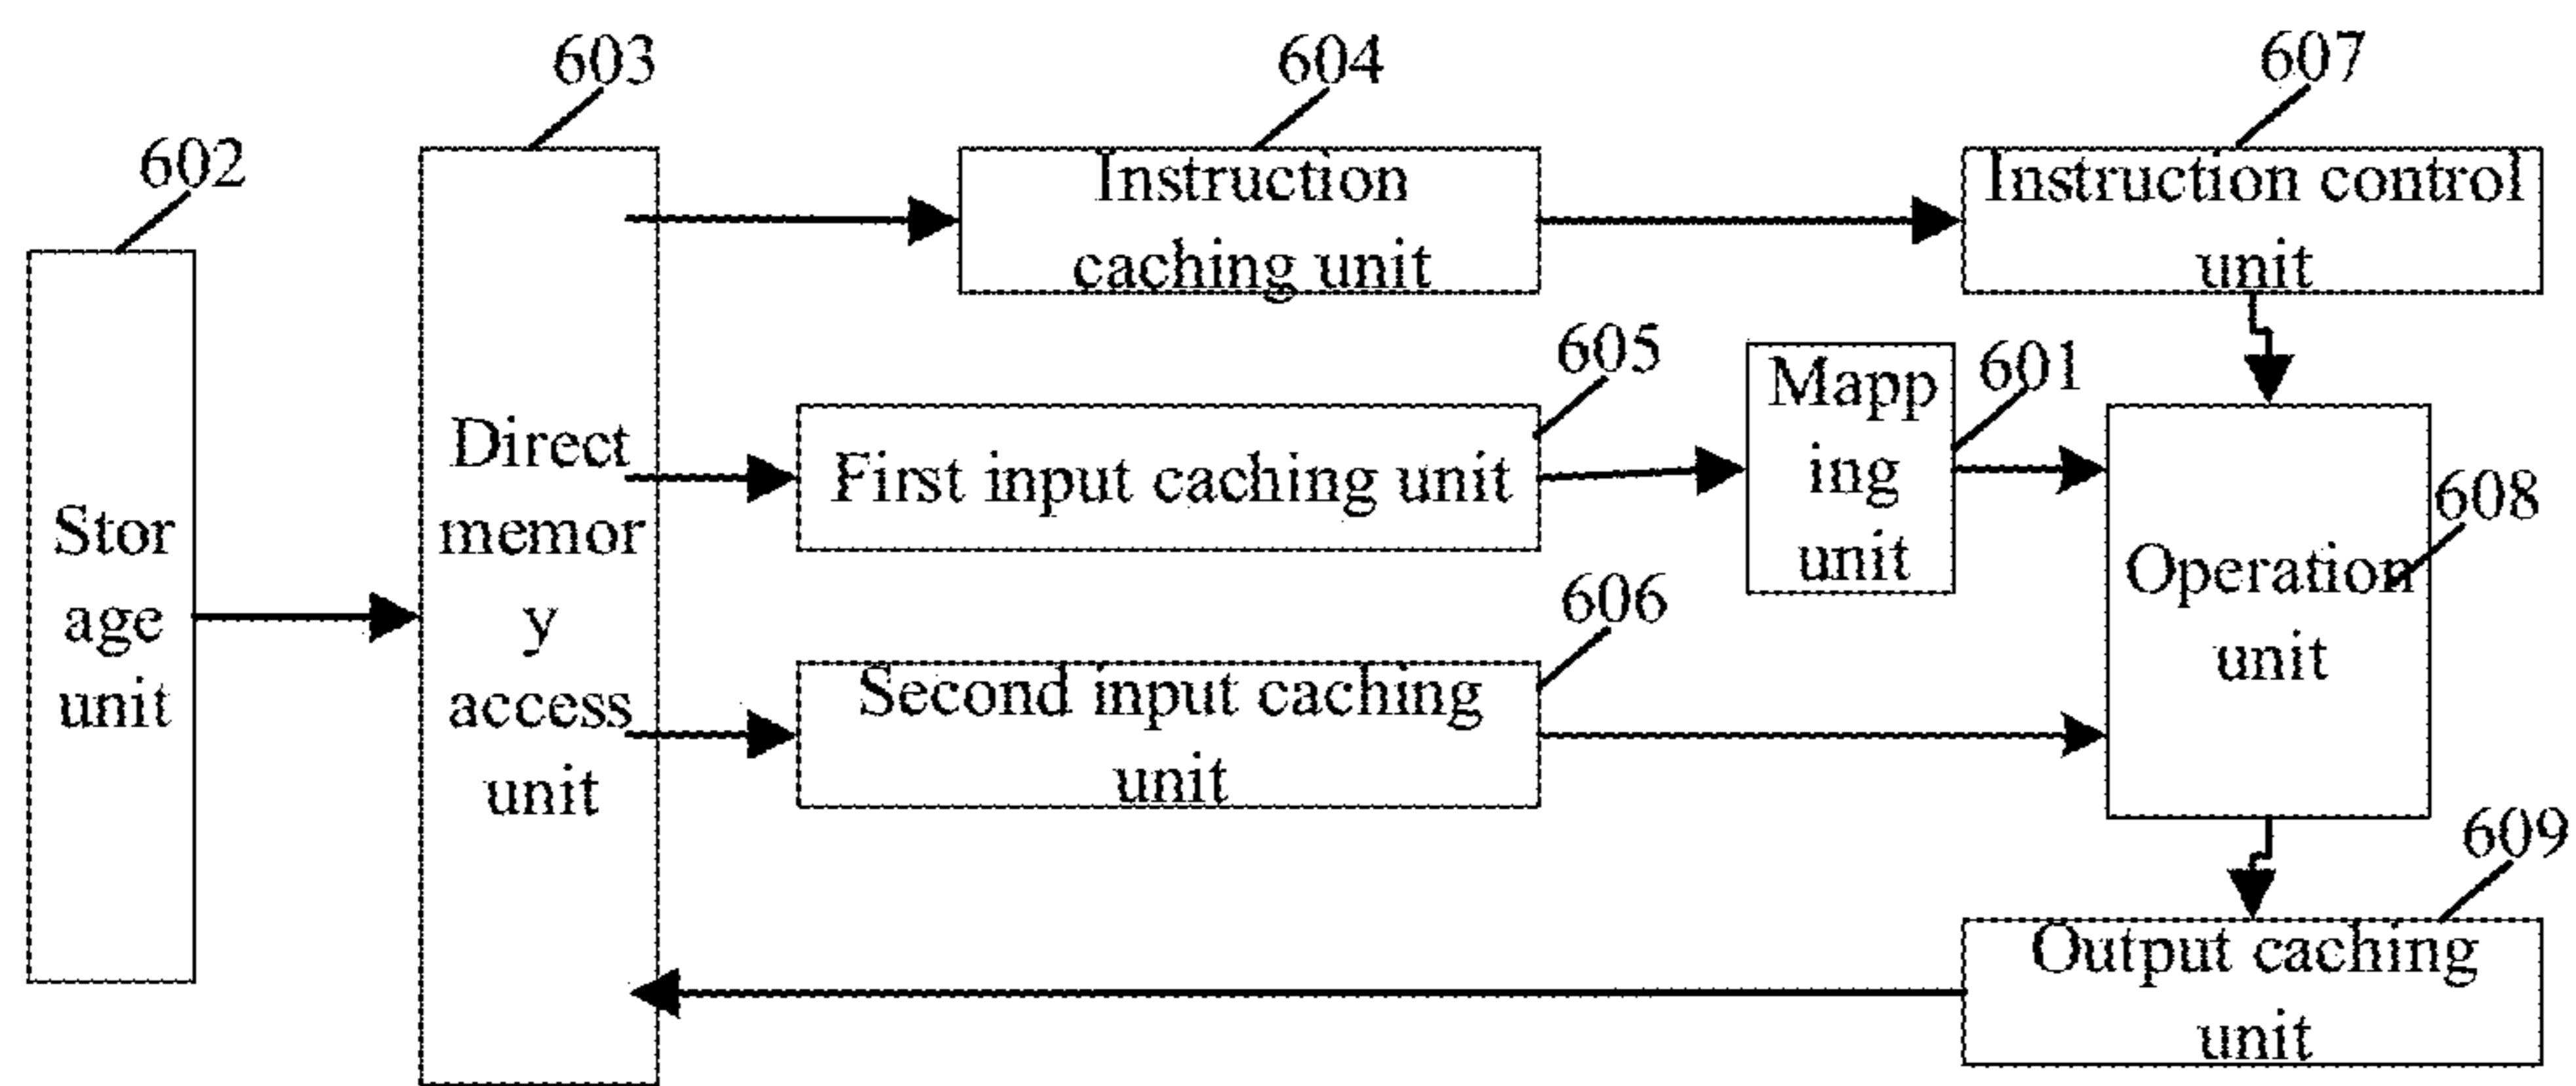 603
604
607
602
Instruction
caching unit
Instruction control
unit
605
601
Mapp
ing
unit
First input caching unit
Direct
memor
y
access
unit
Stor
age
unit
608
Operation
unit
606
Second input caching
unit
609
Output caching
unit